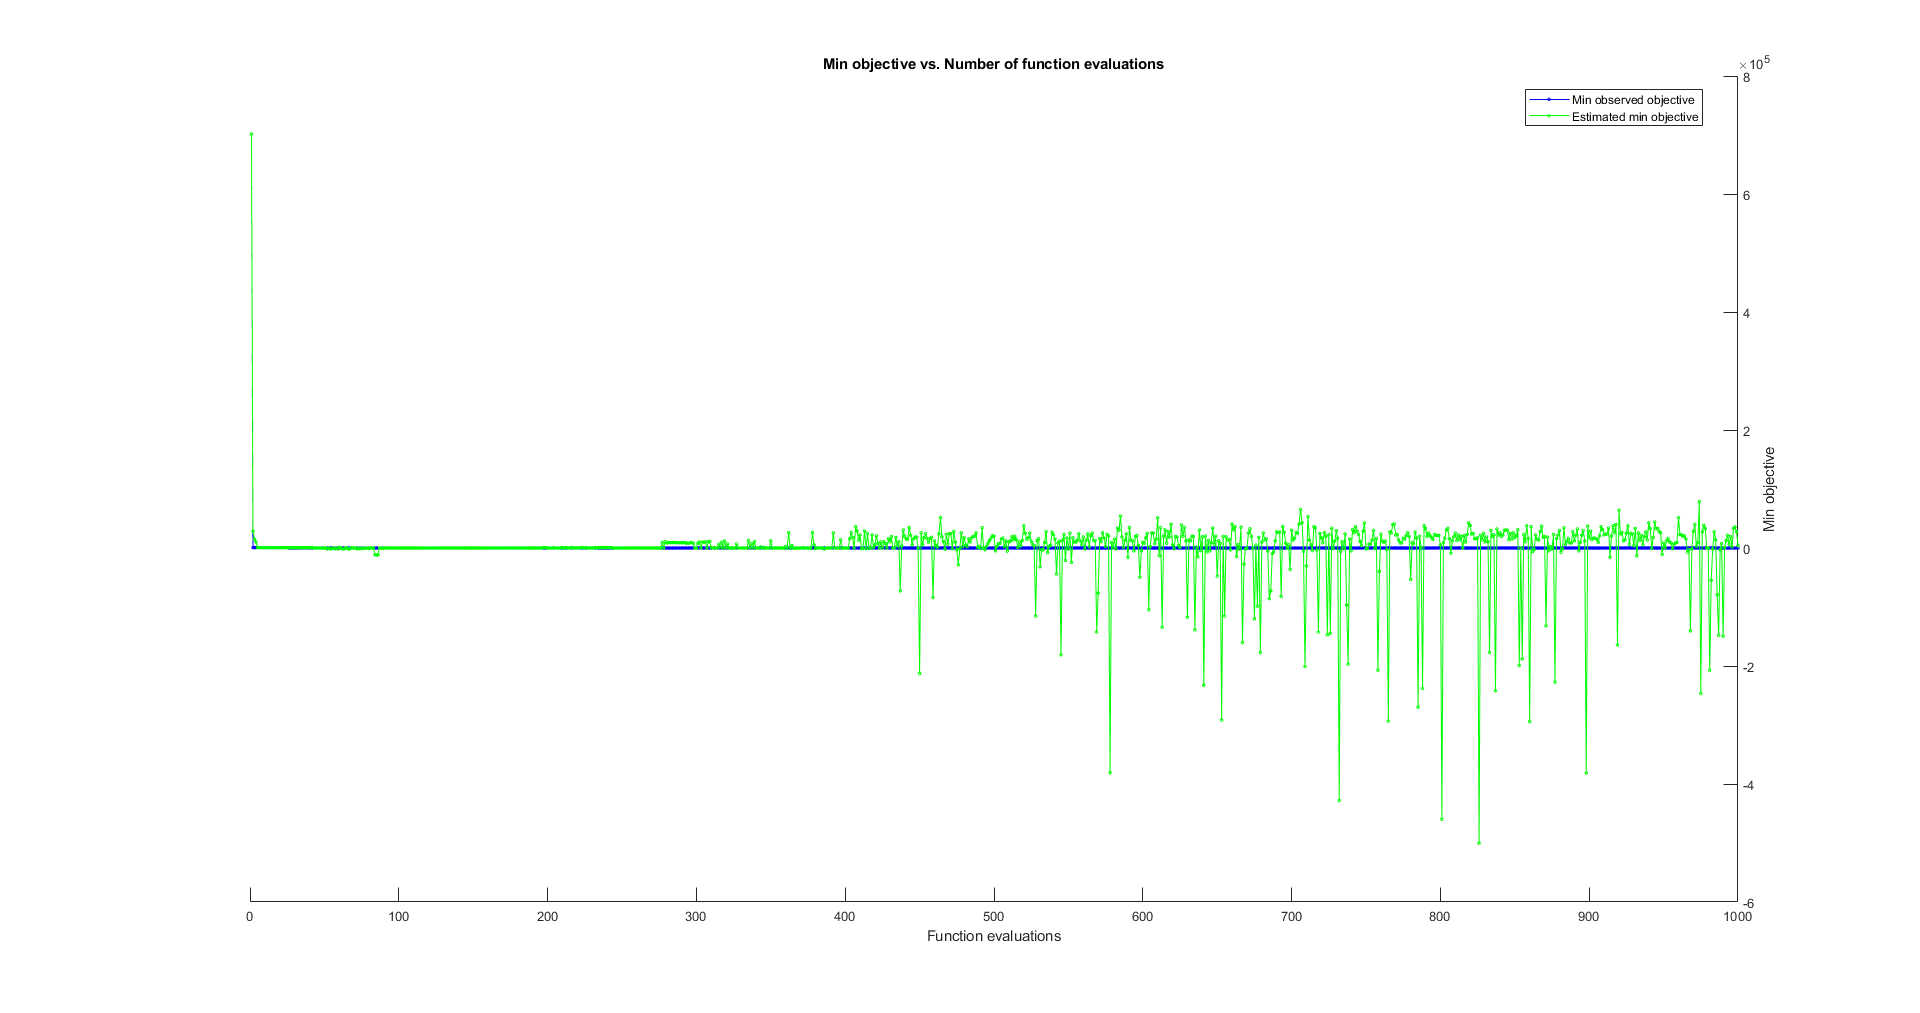 Min objective vs. Number of function evaluations
×10^5
Min observed objective
Estimated min objective
8
6
4
2
0
-2
-4
-6
Min objective
0 100 200 300 400 500 600 700 800 900 1000
Function evaluations